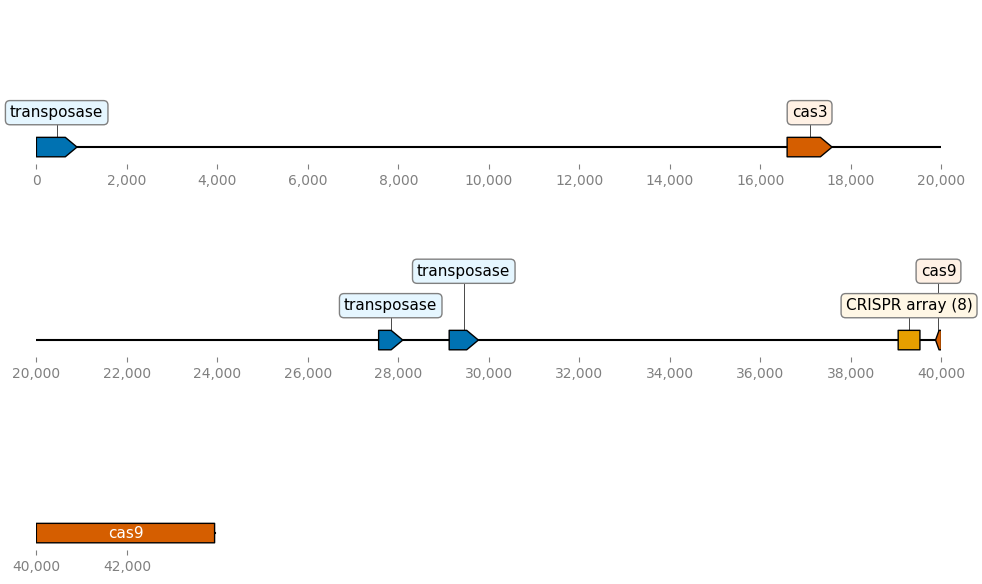 transposase cas3
0 2,000 4,000 6,000 8,000 10,000 12,000 14,000 16,000 18,000 20,000
transposase cas9
transposase CRISPR array (8)
20,000 22,000 24,000 26,000 28,000 30,000 32,000 34,000 36,000 38,000 40,000
cas9
40,000 42,000